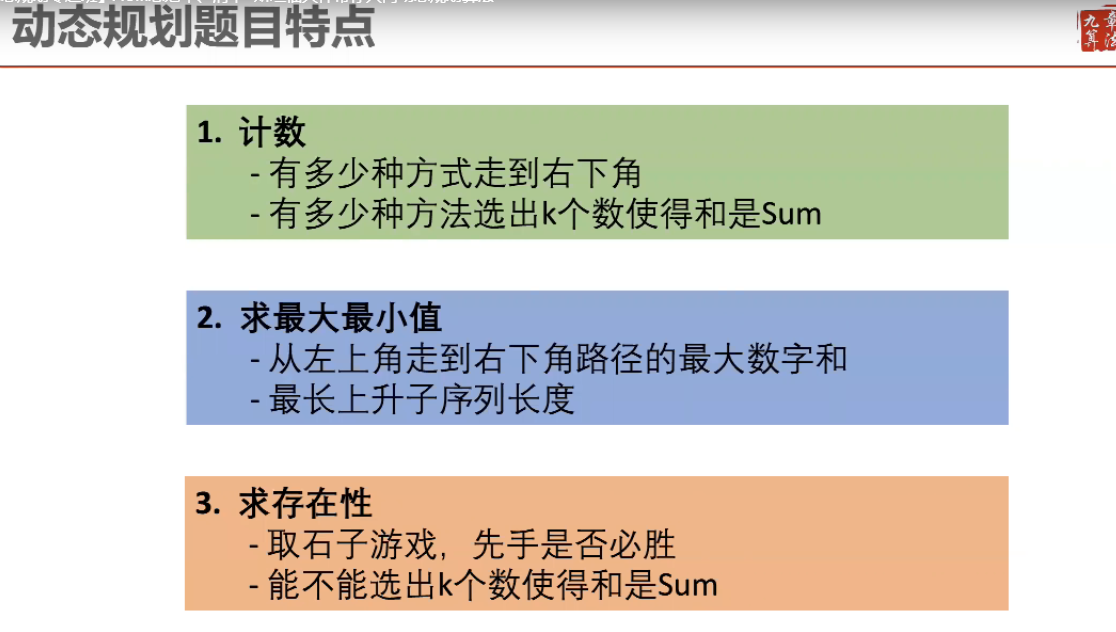 动态规划题目特点
九章算法
1. 计数
- 有多少种方式走到右下角
- 有多少种方法选出k个数使得和是Sum
2. 求最大最小值
- 从左上角走到右下角路径的最大数字和
- 最长上升子序列长度
3. 求存在性
- 取石子游戏，先手是否必胜
- 能不能选出k个数使得和是Sum